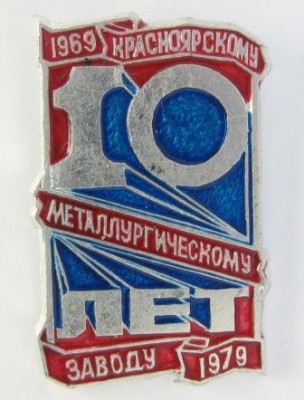 1969 КРАСНОЯРСКОМУ
10
МЕТАЛЛУРГИЧЕСКОМУ
ЛЕТ
ЗАВОДУ 1979